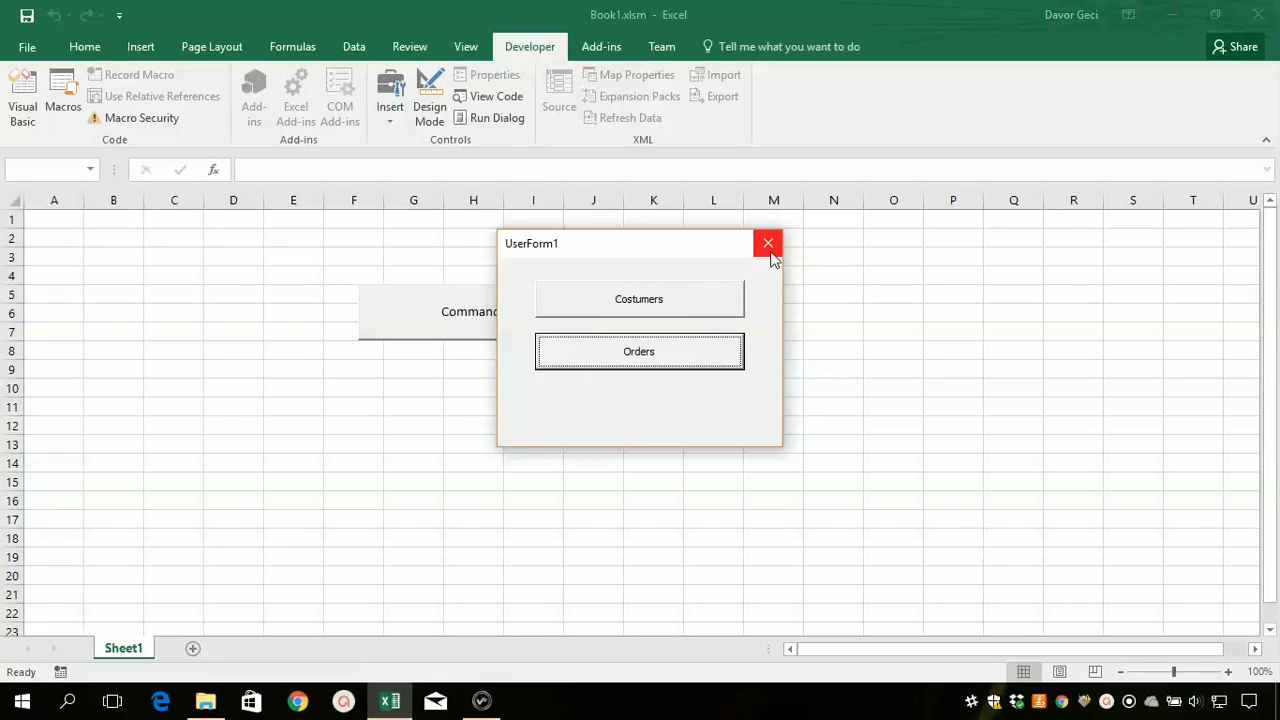 Book1.xlsm - Excel
Davor Geci
File Home Insert Page Layout Formulas Data Review View Developer Add-ins Team Tell me what you want to do Share
Visual Basic
Macros
Record Macro
Use Relative References
Macro Security
Code
Add-ins
Excel Add-ins
COM Add-ins
Add-ins
Insert
Design Mode
Properties
View Code
Run Dialog
Controls
Source
Map Properties
Expansion Packs
Refresh Data
Import
Export
XML
fx
A B C D E F G H I J K L M N O P Q R S T U
1
2
3
4
5
6
7
8
9
10
11
12
13
14
15
16
17
18
19
20
21
22
23
Command
UserForm1
Costumers
Orders
Sheet1
Ready
100%